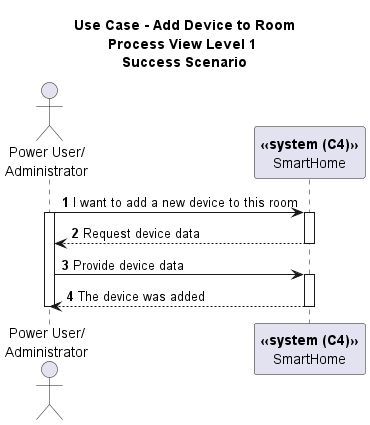 Use Case - Add Device to Room
Process View Level 1
Success Scenario
Power User/
Administrator
«system (C4)»
SmartHome
1 I want to add a new device to this room
2 Request device data
3 Provide device data
4 The device was added
Power User/
Administrator
«system (C4)»
SmartHome